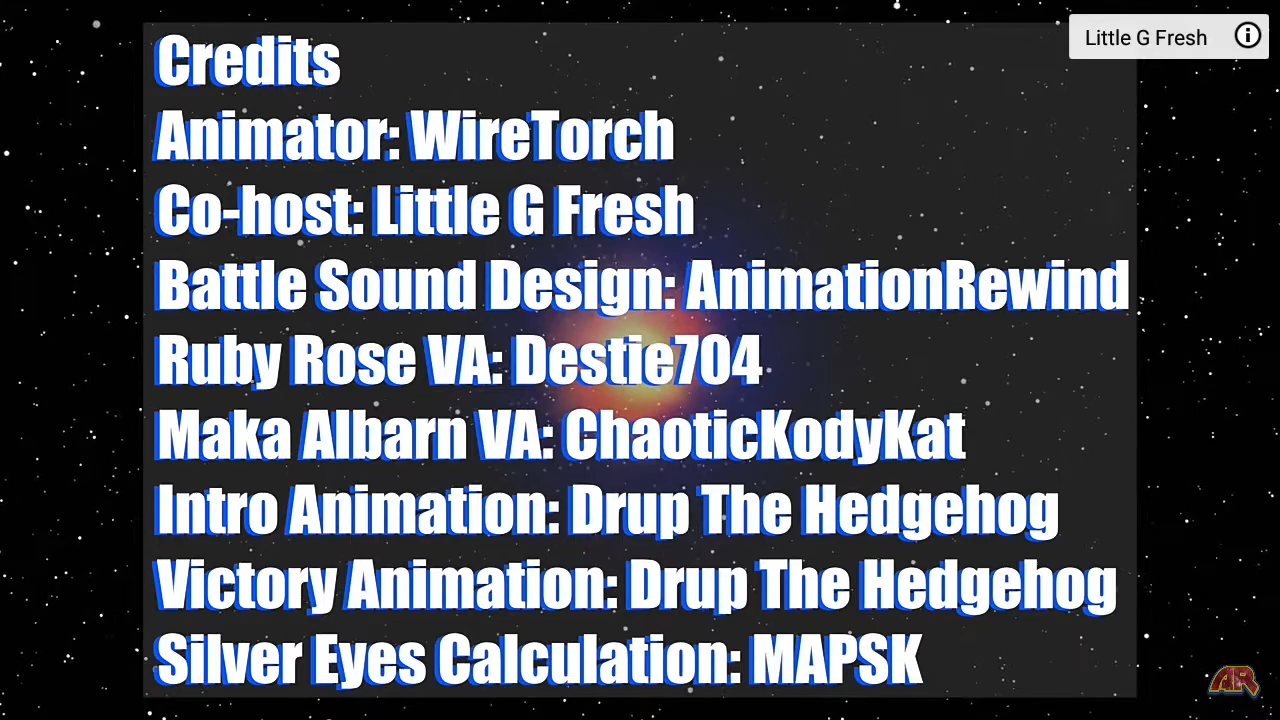 Little G Fresh
Credits
Animator: WireTorch
Co-host: Little G Fresh
Battle Sound Design: AnimationRewind
Ruby Rose VA: Destie704
Maka Albarn VA: ChaoticKodyKat
Intro Animation: Drup The Hedgehog
Victory Animation: Drup The Hedgehog
Silver Eyes Calculation: MAPSK
AR